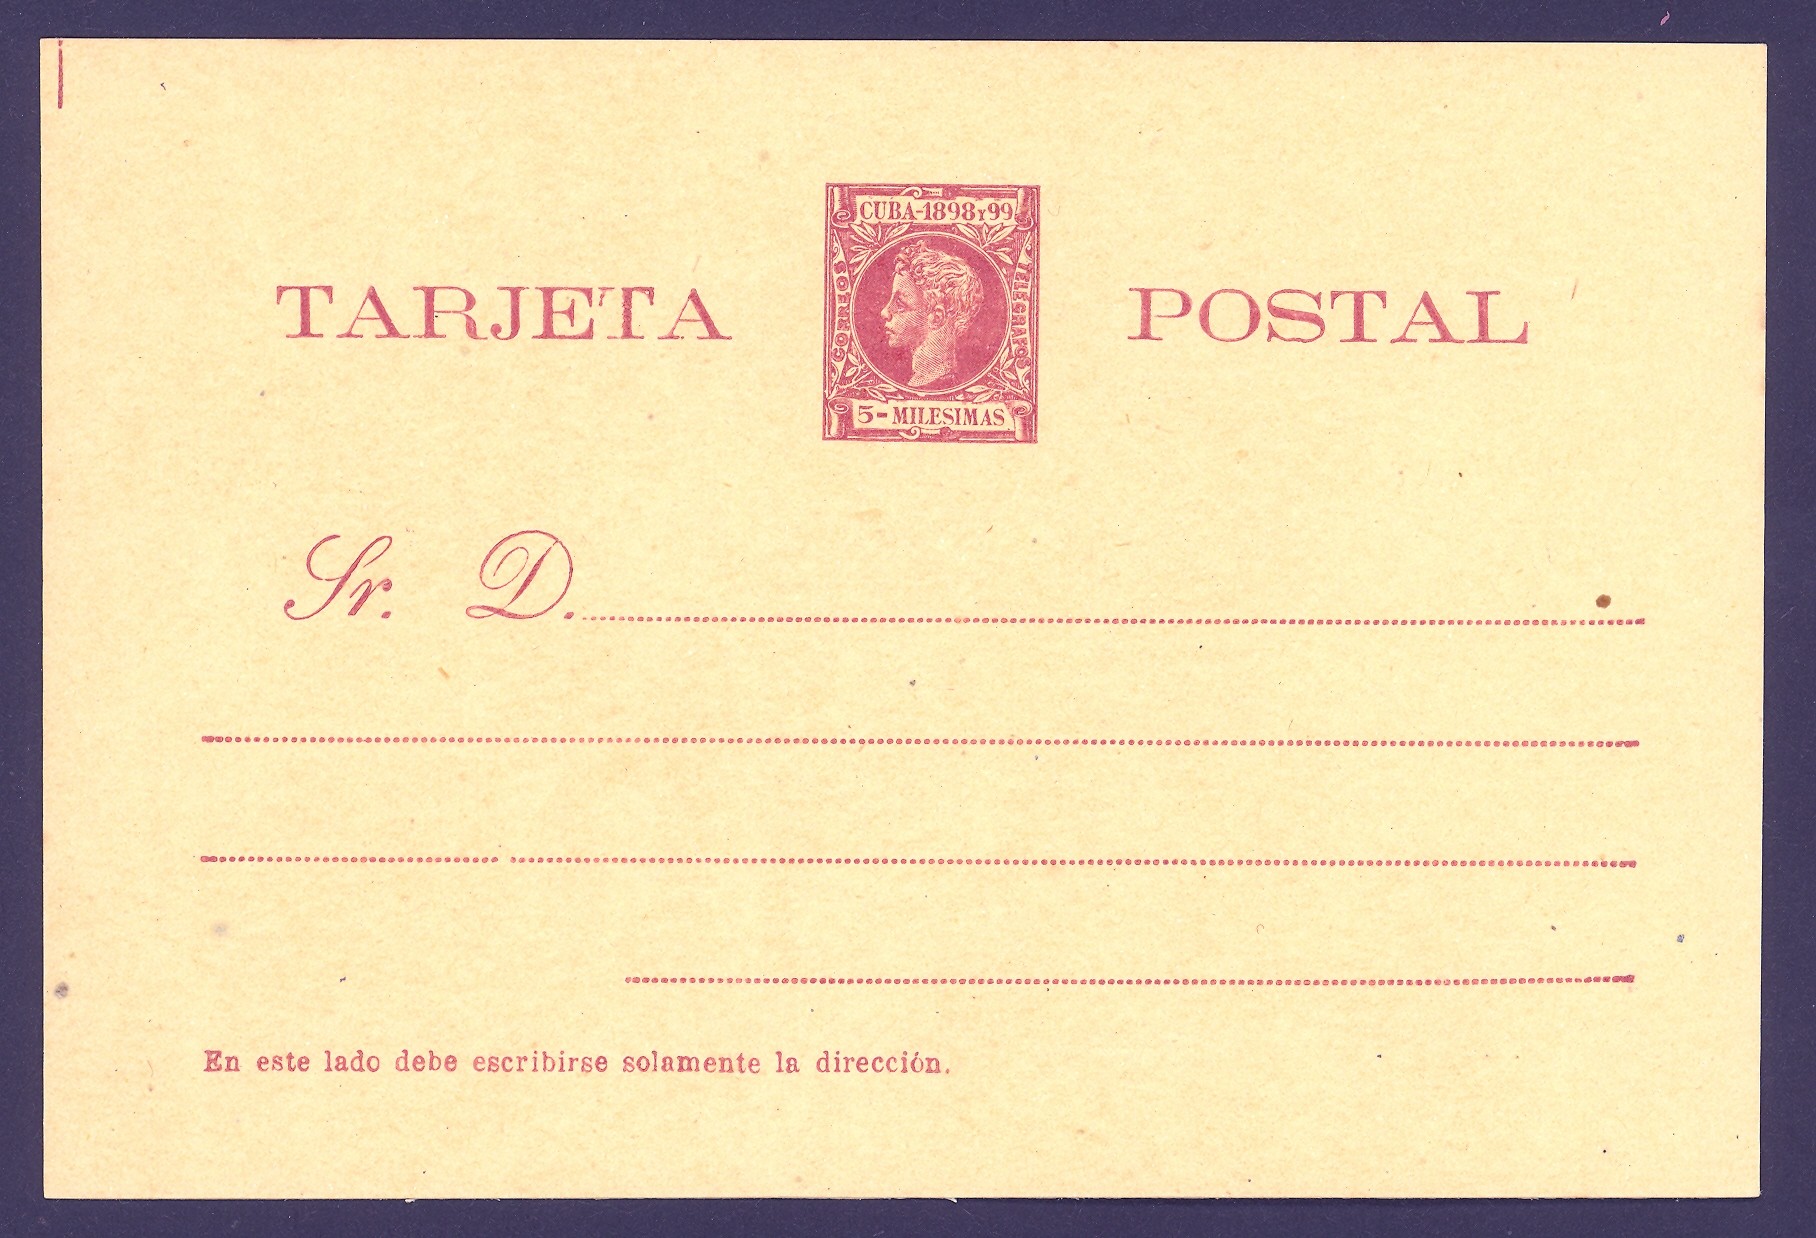 CUBA-1898 Y 99
CORREOS
TELEGRAFOS
5-MILESIMAS
TARJETA POSTAL
Sr. D.
En este lado debe escribirse solamente la dirección.